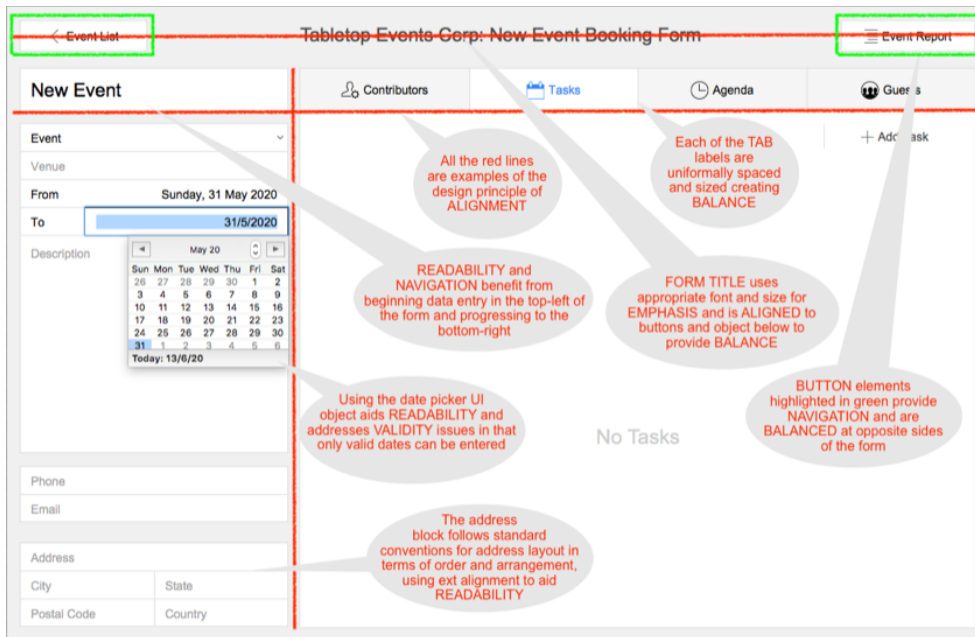 Event List
Tabletop Events Corp: New Event Booking Form
Event Report
New Event
Contributors
Tasks
Agenda
Guests
Event
Venue
From Sunday, 31 May 2020
To 31/5/2020
Description
May 20
Sun Mon Tue Wed Thu Fri Sat
26 27 28 29 30 1 2
3 4 5 6 7 8 9
10 11 12 13 14 15 16
17 18 19 20 21 22 23
24 25 26 27 28 29 30
31 1 2 3 4 5 6
Today: 13/6/20
Phone
Email
Address
City State
Postal Code Country
+ Add Task
No Tasks
All the red lines
are examples of the
design principle of
ALIGNMENT
Each of the TAB
labels are
uniformally spaced
and sized creating
BALANCE
READABILITY and
NAVIGATION benefit from
beginning data entry in the top-left of
the form and progressing to the
bottom-right
FORM TITLE uses
appropriate font and size for
EMPHASIS and is ALIGNED to
buttons and object below to
provide BALANCE
Using the date picker UI
object aids READABILITY and
addresses VALIDITY issues in that
only valid dates can be entered
BUTTON elements
highlighted in green provide
NAVIGATION and are
BALANCED at opposite sides
of the form
The address
block follows standard
conventions for address layout in
terms of order and arrangement,
using ext alignment to aid
READABILITY